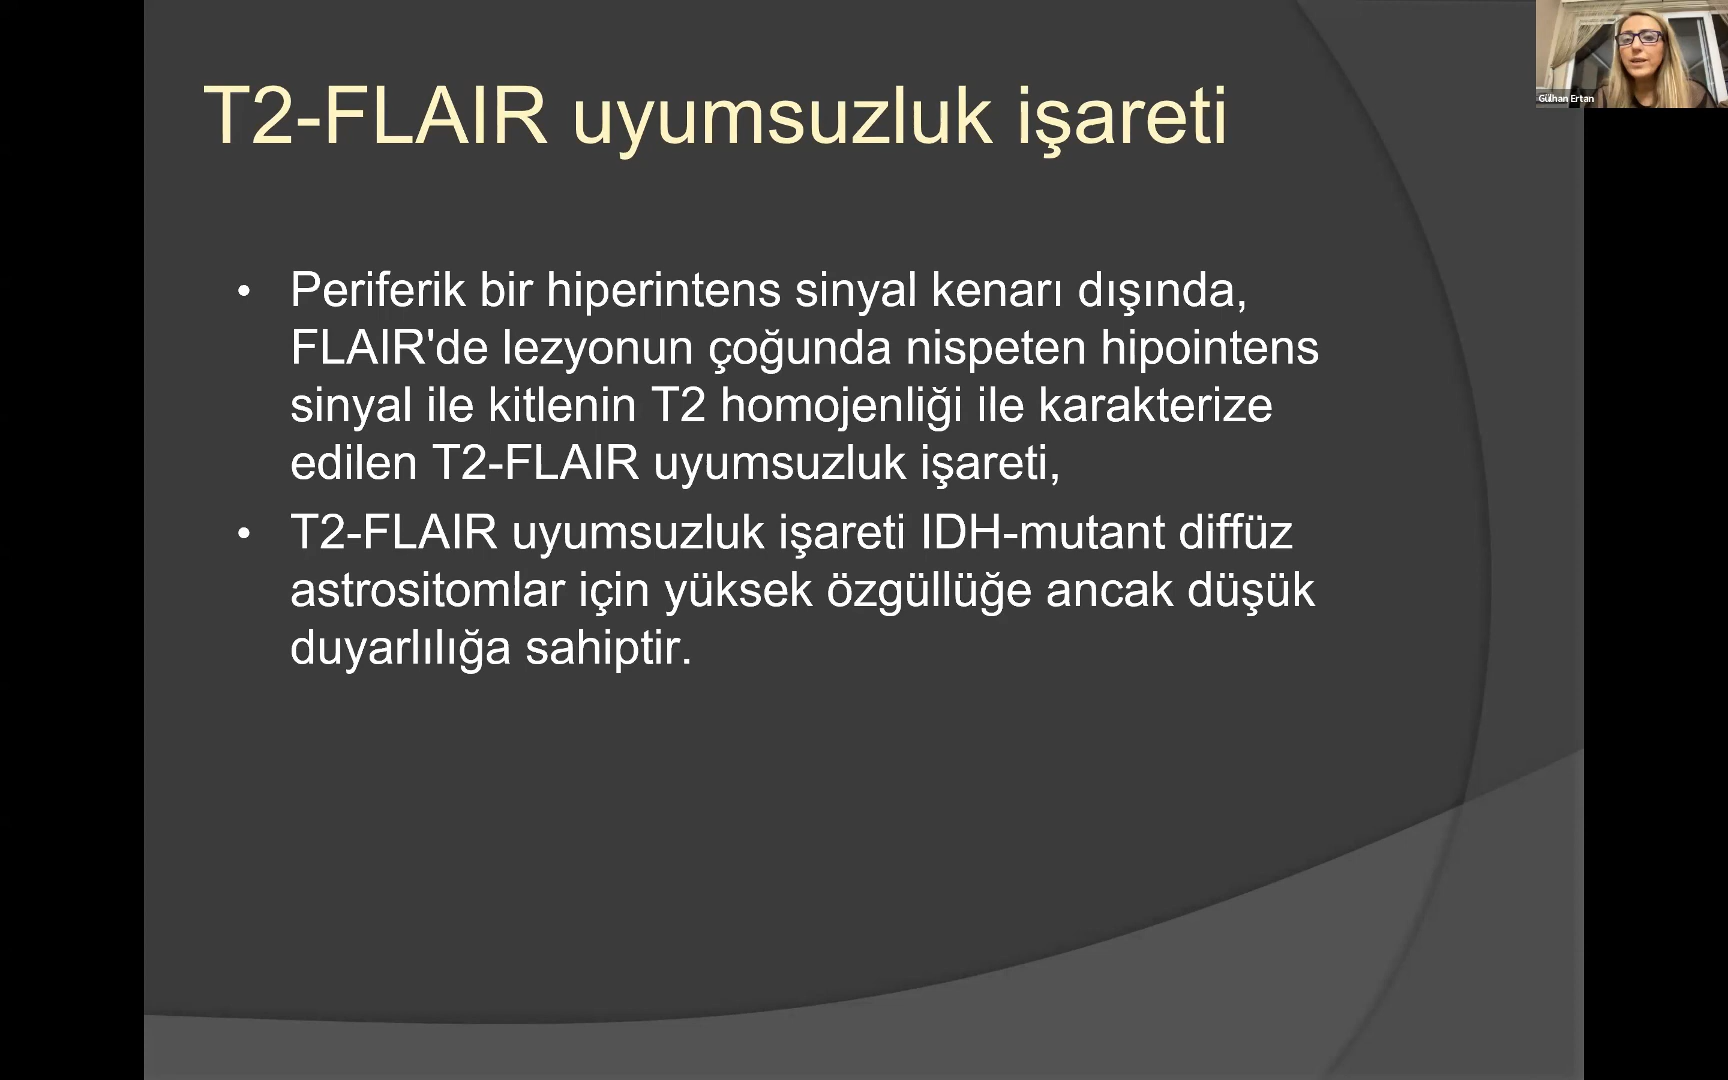 T2-FLAIR uyumsuzluk işareti
Gülhan Ertan
• Periferik bir hiperintens sinyal kenarı dışında,
FLAIR'de lezyonun çoğunda nispeten hipointens
sinyal ile kitlenin T2 homojenliği ile karakterize
edilen T2-FLAIR uyumsuzluk işareti,
• T2-FLAIR uyumsuzluk işareti IDH-mutant diffüz
astrositomlar için yüksek özgüllüğe ancak düşük
duyarlılığa sahiptir.